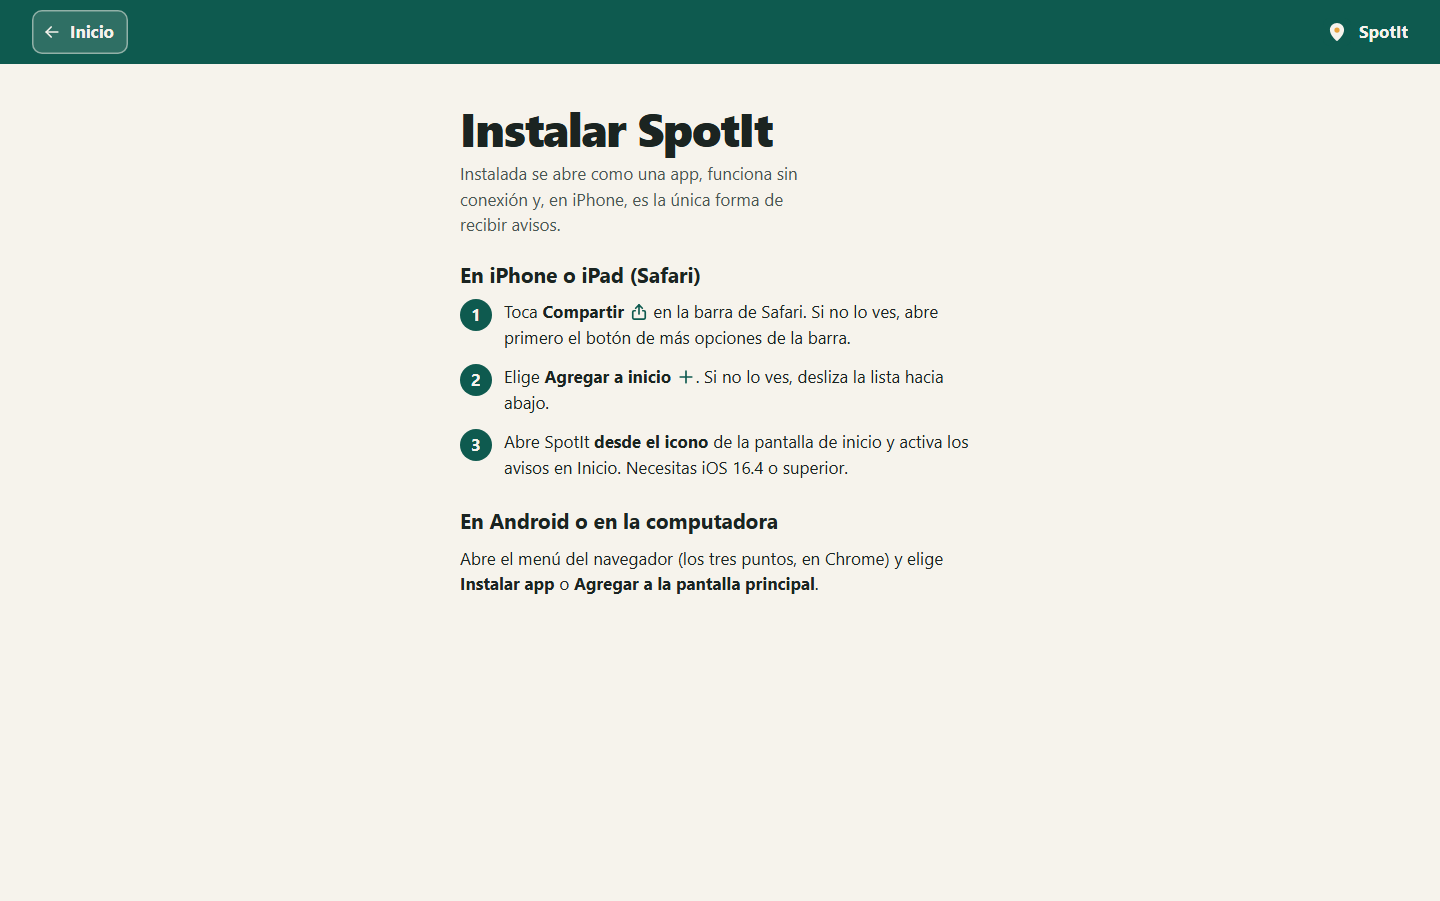 Inicio
SpotIt
Instalar SpotIt
Instalada se abre como una app, funciona sin
conexión y, en iPhone, es la única forma de
recibir avisos.
En iPhone o iPad (Safari)
1 Toca Compartir en la barra de Safari. Si no lo ves, abre
primero el botón de más opciones de la barra.
2 Elige Agregar a inicio +. Si no lo ves, desliza la lista hacia
abajo.
3 Abre SpotIt desde el icono de la pantalla de inicio y activa los
avisos en Inicio. Necesitas iOS 16.4 o superior.
En Android o en la computadora
Abre el menú del navegador (los tres puntos, en Chrome) y elige
Instalar app o Agregar a la pantalla principal.